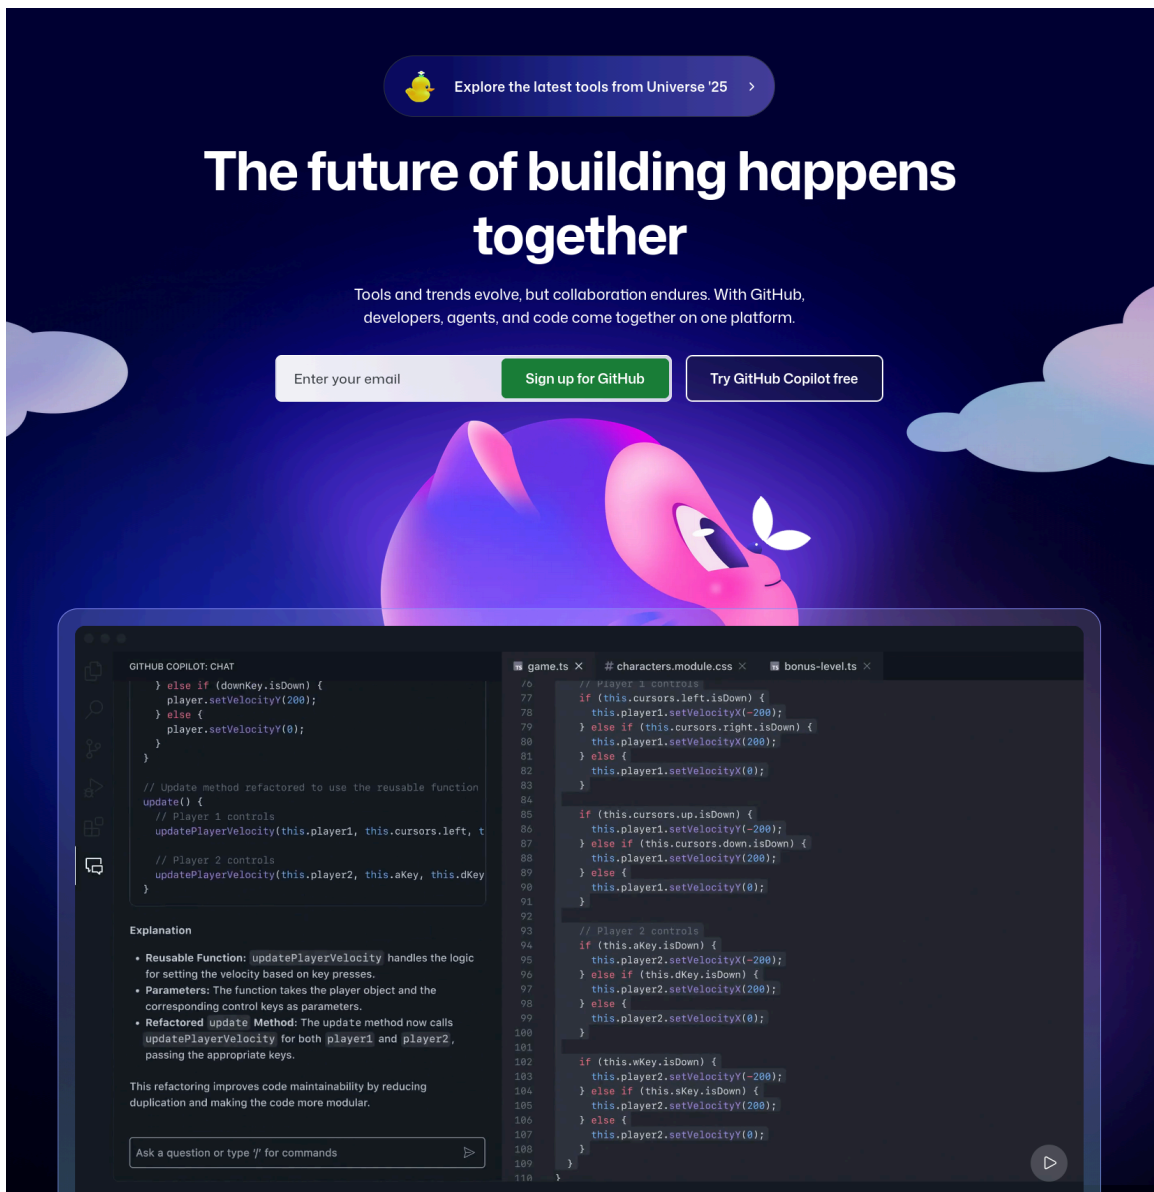 Explore the latest tools from Universe '25
The future of building happens
together
Tools and trends evolve, but collaboration endures. With GitHub,
developers, agents, and code come together on one platform.
Enter your email
Sign up for GitHub
Try GitHub Copilot free
GITHUB COPILOT: CHAT
} else if (downKey.isDown) {
player.setVelocityY(200);
} else {
player.setVelocityY(0);
}
}
// Update method refactored to use the reusable function
update() {
// Player 1 controls
updatePlayerVelocity(this.player1, this.cursors.left, t
// Player 2 controls
updatePlayerVelocity(this.player2, this.aKey, this.dKey
}
Explanation
• Reusable Function: updatePlayerVelocity handles the logic
for setting the velocity based on key presses.
• Parameters: The function takes the player object and the
corresponding control keys as parameters.
• Refactored update Method: The update method now calls
updatePlayerVelocity for both player1 and player2,
passing the appropriate keys.
This refactoring improves code maintainability by reducing
duplication and making the code more modular.
Ask a question or type '/' for commands
TS game.ts × # characters.module.css × TS bonus-level.ts ×
76 // Player 1 controls
77 if (this.cursors.left.isDown) {
78 this.player1.setVelocityX(-200);
79 } else if (this.cursors.right.isDown) {
80 this.player1.setVelocityX(200);
81 } else {
82 this.player1.setVelocityX(0);
83 }
84
85 if (this.cursors.up.isDown) {
86 this.player1.setVelocityY(-200);
87 } else if (this.cursors.down.isDown) {
88 this.player1.setVelocityY(200);
89 } else {
90 this.player1.setVelocityY(0);
91 }
92
93 // Player 2 controls
94 if (this.aKey.isDown) {
95 this.player2.setVelocityX(-200);
96 } else if (this.dKey.isDown) {
97 this.player2.setVelocityX(200);
98 } else {
99 this.player2.setVelocityX(0);
100 }
101
102 if (this.wKey.isDown) {
103 this.player2.setVelocityY(-200);
104 } else if (this.sKey.isDown) {
105 this.player2.setVelocityY(200);
106 } else {
107 this.player2.setVelocityY(0);
108 }
109 }
110 }